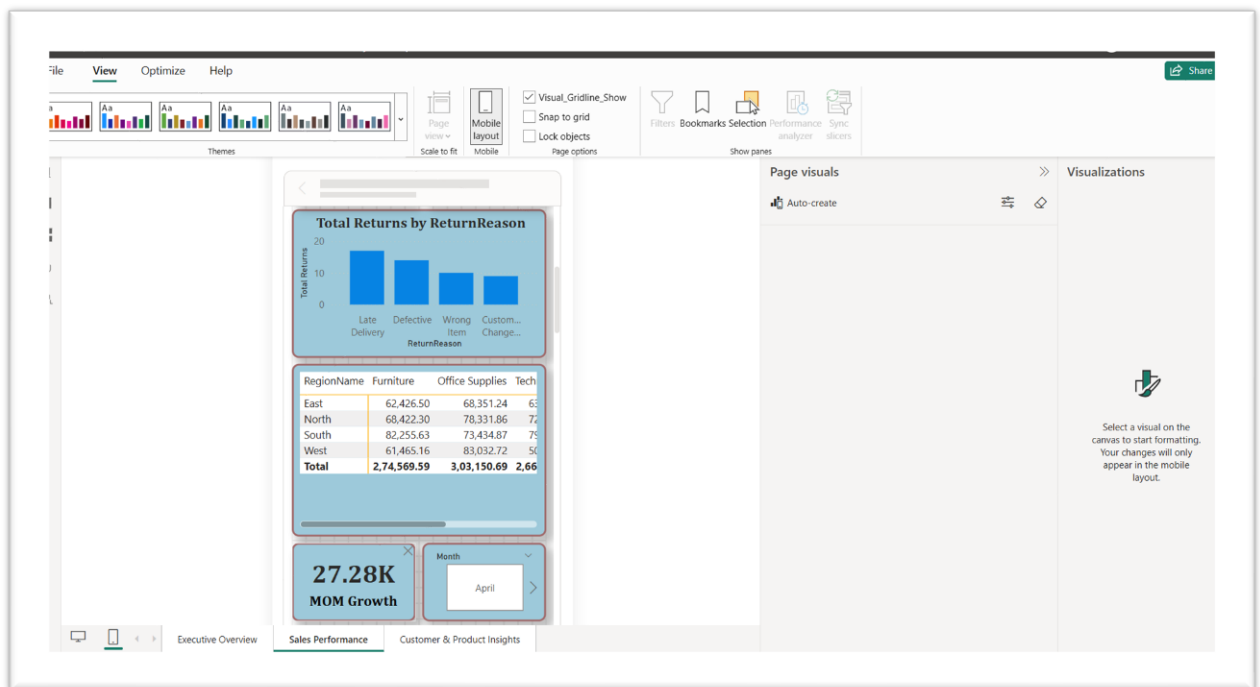 File View Optimize Help
Share
Aa Aa Aa Aa Aa
Page view
Mobile layout
Visual_Gridline_Show
Snap to grid
Lock objects
Filters Bookmarks Selection Performance analyzer Sync slicers
Themes Scale to fit Mobile Page options Show panes
Page visuals
Visualizations
Auto-create
Total Returns by ReturnReason
Total Returns
20
10
0
Late Delivery
Defective
Wrong Item
Custom... Change...
ReturnReason
RegionName Furniture Office Supplies Tech
East 62,426.50 68,351.24 63
North 68,422.30 78,331.86 72
South 82,255.63 73,434.87 79
West 61,465.16 83,032.72 50
Total 2,74,569.59 3,03,150.69 2,66
27.28K
MOM Growth
Month
April
Select a visual on the
canvas to start formatting.
Your changes will only
appear in the mobile
layout.
Executive Overview Sales Performance Customer & Product Insights